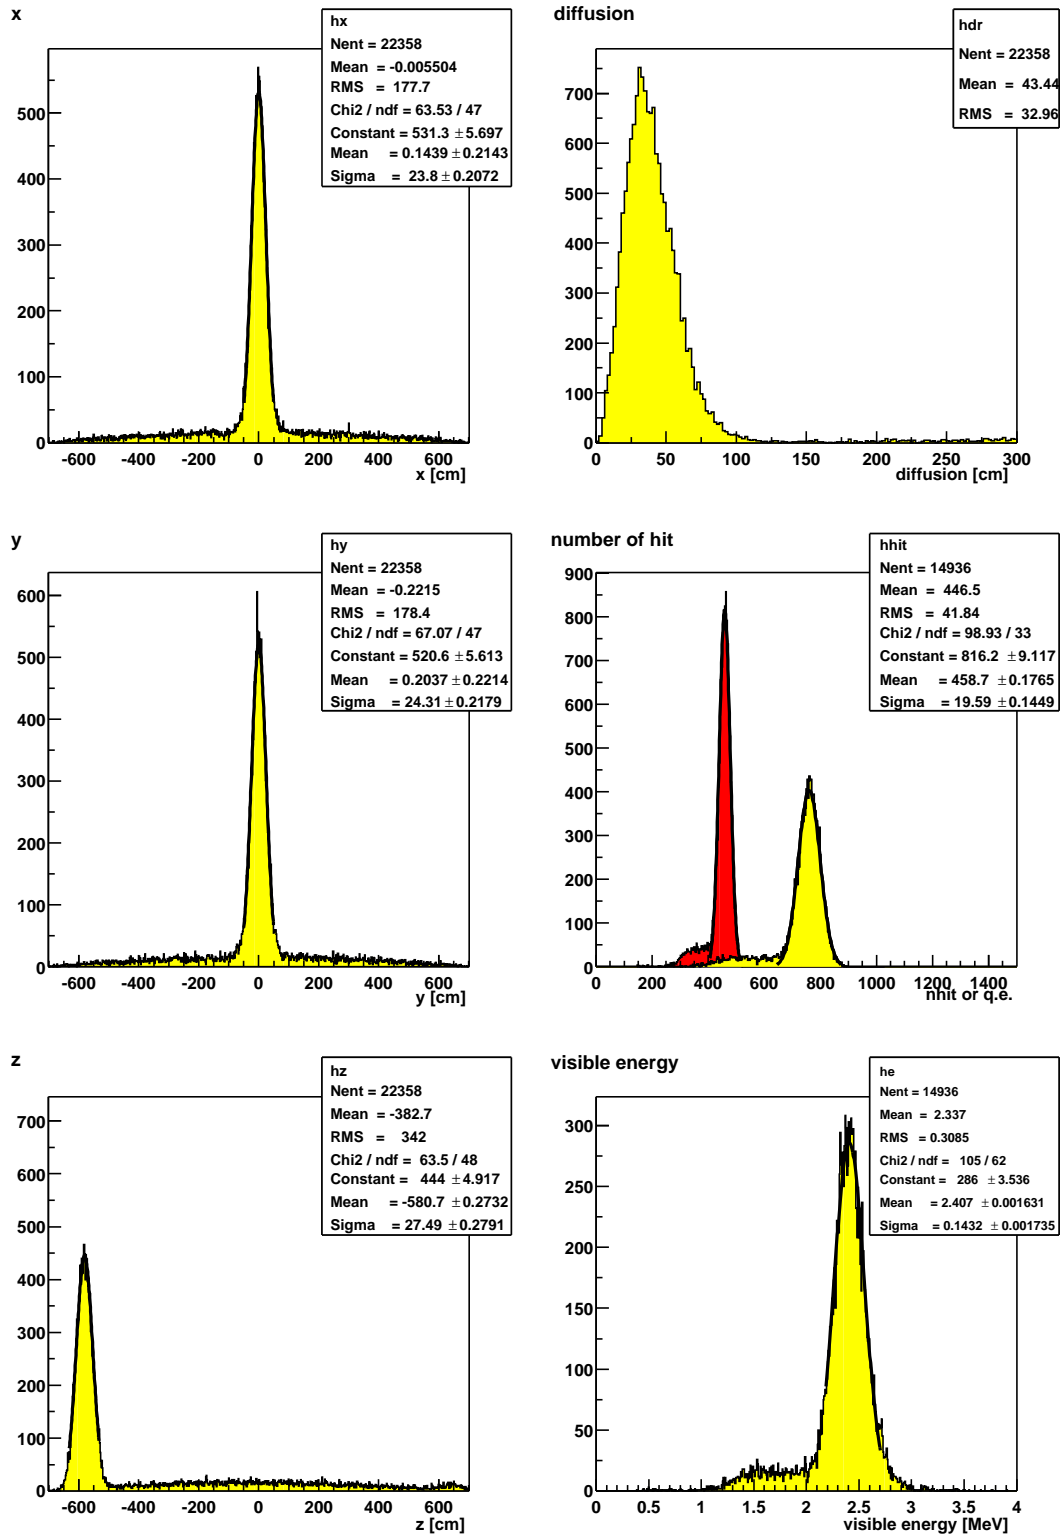 x
hx
Nent = 22358
Mean = -0.005504
RMS = 177.7
Chi2 / ndf = 63.53 / 47
Constant = 531.3 ± 5.697
Mean = 0.1439 ± 0.2143
Sigma = 23.8 ± 0.2072
500
400
300
200
100
0
-600 -400 -200 0 200 400 600
x [cm]
diffusion
hdr
Nent = 22358
Mean = 43.44
RMS = 32.96
700
600
500
400
300
200
100
0
0 50 100 150 200 250 300
diffusion [cm]
y
hy
Nent = 22358
Mean = -0.2215
RMS = 178.4
Chi2 / ndf = 67.07 / 47
Constant = 520.6 ± 5.613
Mean = 0.2037 ± 0.2214
Sigma = 24.31 ± 0.2179
600
500
400
300
200
100
0
-600 -400 -200 0 200 400 600
y [cm]
number of hit
hhit
Nent = 14936
Mean = 446.5
RMS = 41.84
Chi2 / ndf = 98.93 / 33
Constant = 816.2 ± 9.117
Mean = 458.7 ± 0.1765
Sigma = 19.59 ± 0.1449
900
800
700
600
500
400
300
200
100
0
0 200 400 600 800 1000 1200 1400
nhit or q.e.
z
hz
Nent = 22358
Mean = -382.7
RMS = 342
Chi2 / ndf = 63.5 / 48
Constant = 444 ± 4.917
Mean = -580.7 ± 0.2732
Sigma = 27.49 ± 0.2791
700
600
500
400
300
200
100
0
-600 -400 -200 0 200 400 600
z [cm]
visible energy
he
Nent = 14936
Mean = 2.337
RMS = 0.3085
Chi2 / ndf = 105 / 62
Constant = 286 ± 3.536
Mean = 2.407 ± 0.001631
Sigma = 0.1432 ± 0.001735
300
250
200
150
100
50
0
0 0.5 1 1.5 2 2.5 3 3.5 4
visible energy [MeV]